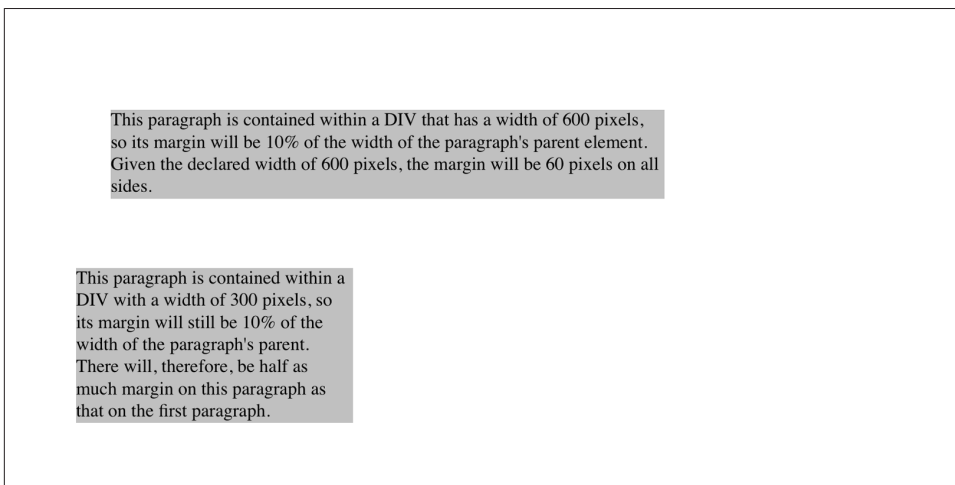 This paragraph is contained within a DIV that has a width of 600 pixels,
so its margin will be 10% of the width of the paragraph's parent element.
Given the declared width of 600 pixels, the margin will be 60 pixels on all
sides.
This paragraph is contained within a
DIV with a width of 300 pixels, so
its margin will still be 10% of the
width of the paragraph's parent.
There will, therefore, be half as
much margin on this paragraph as
that on the first paragraph.